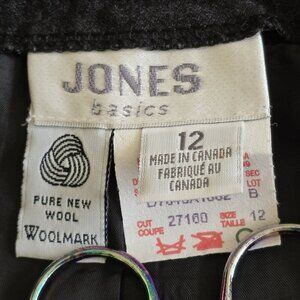 JONES
basics
12
MADE IN CANADA
FABRIQUÉ AU
CANADA
PURE NEW
WOOL
WOOLMARK
B
CUT
COUPE
27160
SIZE
TAILLE
12